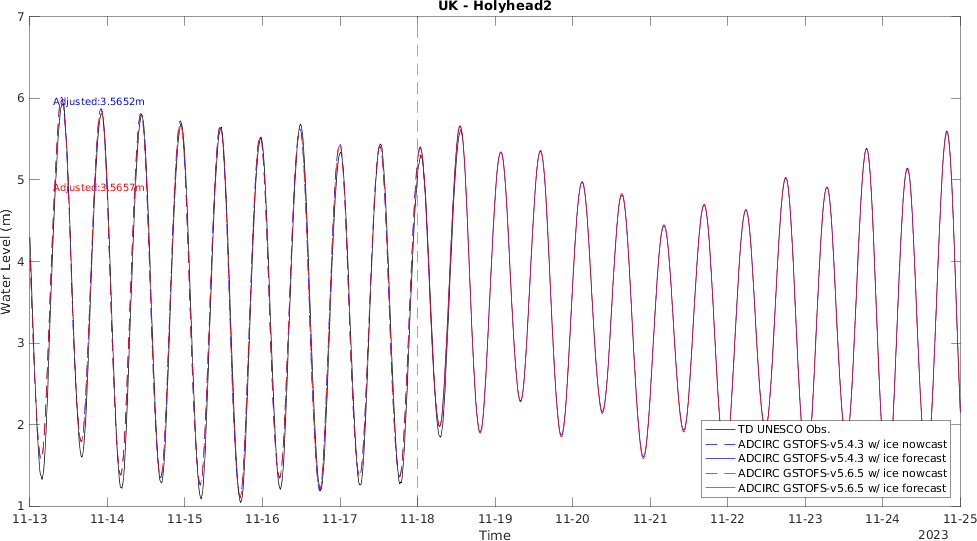 UK - Holyhead2
7
6
5
4
3
2
1
Water Level (m)
Adjusted:3.5652m
Adjusted:3.5657m
TD UNESCO Obs.
ADCIRC GSTOFS-v5.4.3 w/ ice nowcast
ADCIRC GSTOFS-v5.4.3 w/ ice forecast
ADCIRC GSTOFS-v5.6.5 w/ ice nowcast
ADCIRC GSTOFS-v5.6.5 w/ ice forecast
11-13 11-14 11-15 11-16 11-17 11-18 11-19 11-20 11-21 11-22 11-23 11-24 11-25
Time
2023